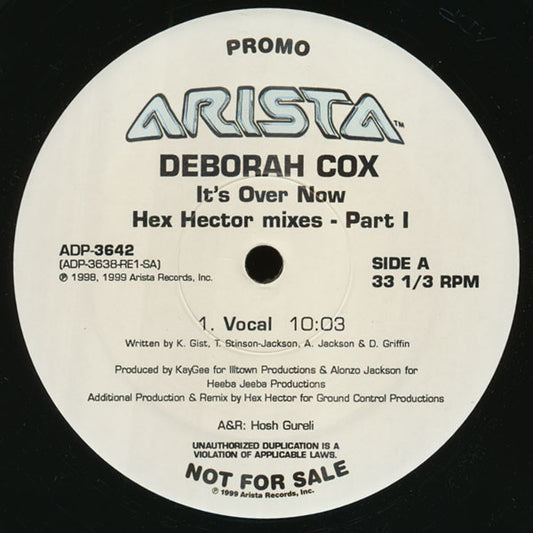 PROMO
ARISTA™
DEBORAH COX
It's Over Now
Hex Hector mixes - Part I
ADP-3642
(ADP-3638-RE1-SA)
℗ 1998, 1999 Arista Records, Inc.
SIDE A
33 1/3 RPM
1. Vocal 10:03
Written by K. Gist, T. Stinson-Jackson, A. Jackson & D. Griffin
Produced by KayGee for Illtown Productions & Alonzo Jackson for
Heeba Jeeba Productions
Additional Production & Remix by Hex Hector for Ground Control Productions
A&R: Hosh Gureli
UNAUTHORIZED DUPLICATION IS A
VIOLATION OF APPLICABLE LAWS.
NOT FOR SALE
℗ 1999 Arista Records, Inc.